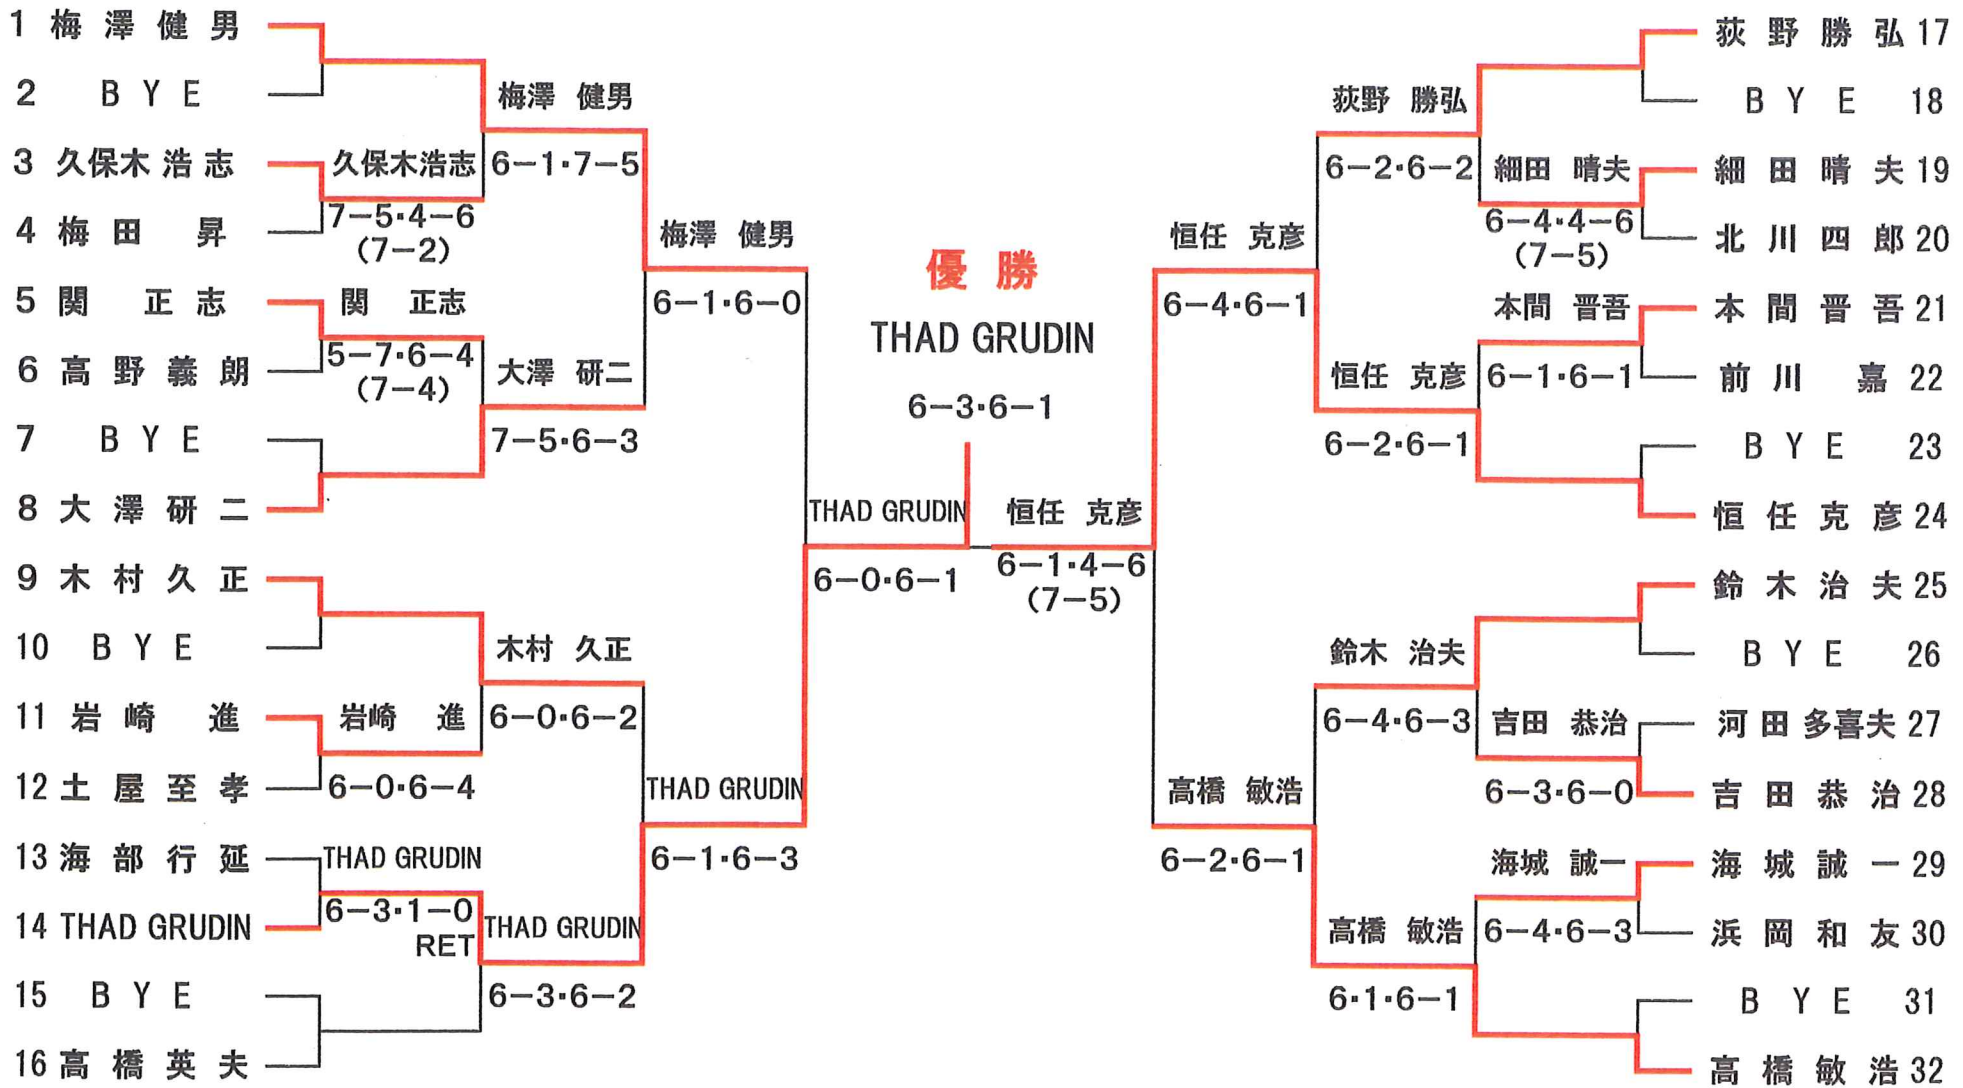 1 梅澤健男
2 BYE
3 久保木浩志
4 梅田 昇
5 関 正志
6 高野義朗
7 BYE
8 大澤研二
9 木村久正
10 BYE
11 岩崎 進
12 土屋至孝
13 海部行延
14 THAD GRUDIN
15 BYE
16 高橋英夫
久保木浩志
7-5・4-6
(7-2)
関 正志
5-7・6-4
(7-4)
岩崎 進
6-0・6-4
THAD GRUDIN
6-3・1-0
RET
梅澤 健男
6-1・7-5
大澤 研二
7-5・6-3
木村 久正
6-0・6-2
THAD GRUDIN
6-3・6-2
梅澤 健男
6-1・6-0
THAD GRUDIN
6-1・6-3
THAD GRUDIN
6-0・6-1
優勝
THAD GRUDIN
6-3・6-1
恒任 克彦
6-1・4-6
(7-5)
恒任 克彦
6-4・6-1
高橋 敏浩
6-2・6-1
荻野 勝弘
6-2・6-2
恒任 克彦
6-2・6-1
鈴木 治夫
6-4・6-3
高橋 敏浩
6・1・6-1
細田 晴夫
6-4・4-6
(7-5)
本間 晋吾
6-1・6-1
吉田 恭治
6-3・6-0
海城 誠一
6-4・6-3
荻野勝弘 17
BYE 18
細田晴夫 19
北川四郎 20
本間晋吾 21
前川 嘉 22
BYE 23
恒任克彦 24
鈴木治夫 25
BYE 26
河田多喜夫 27
吉田恭治 28
海城誠一 29
浜岡和友 30
BYE 31
高橋敏浩 32